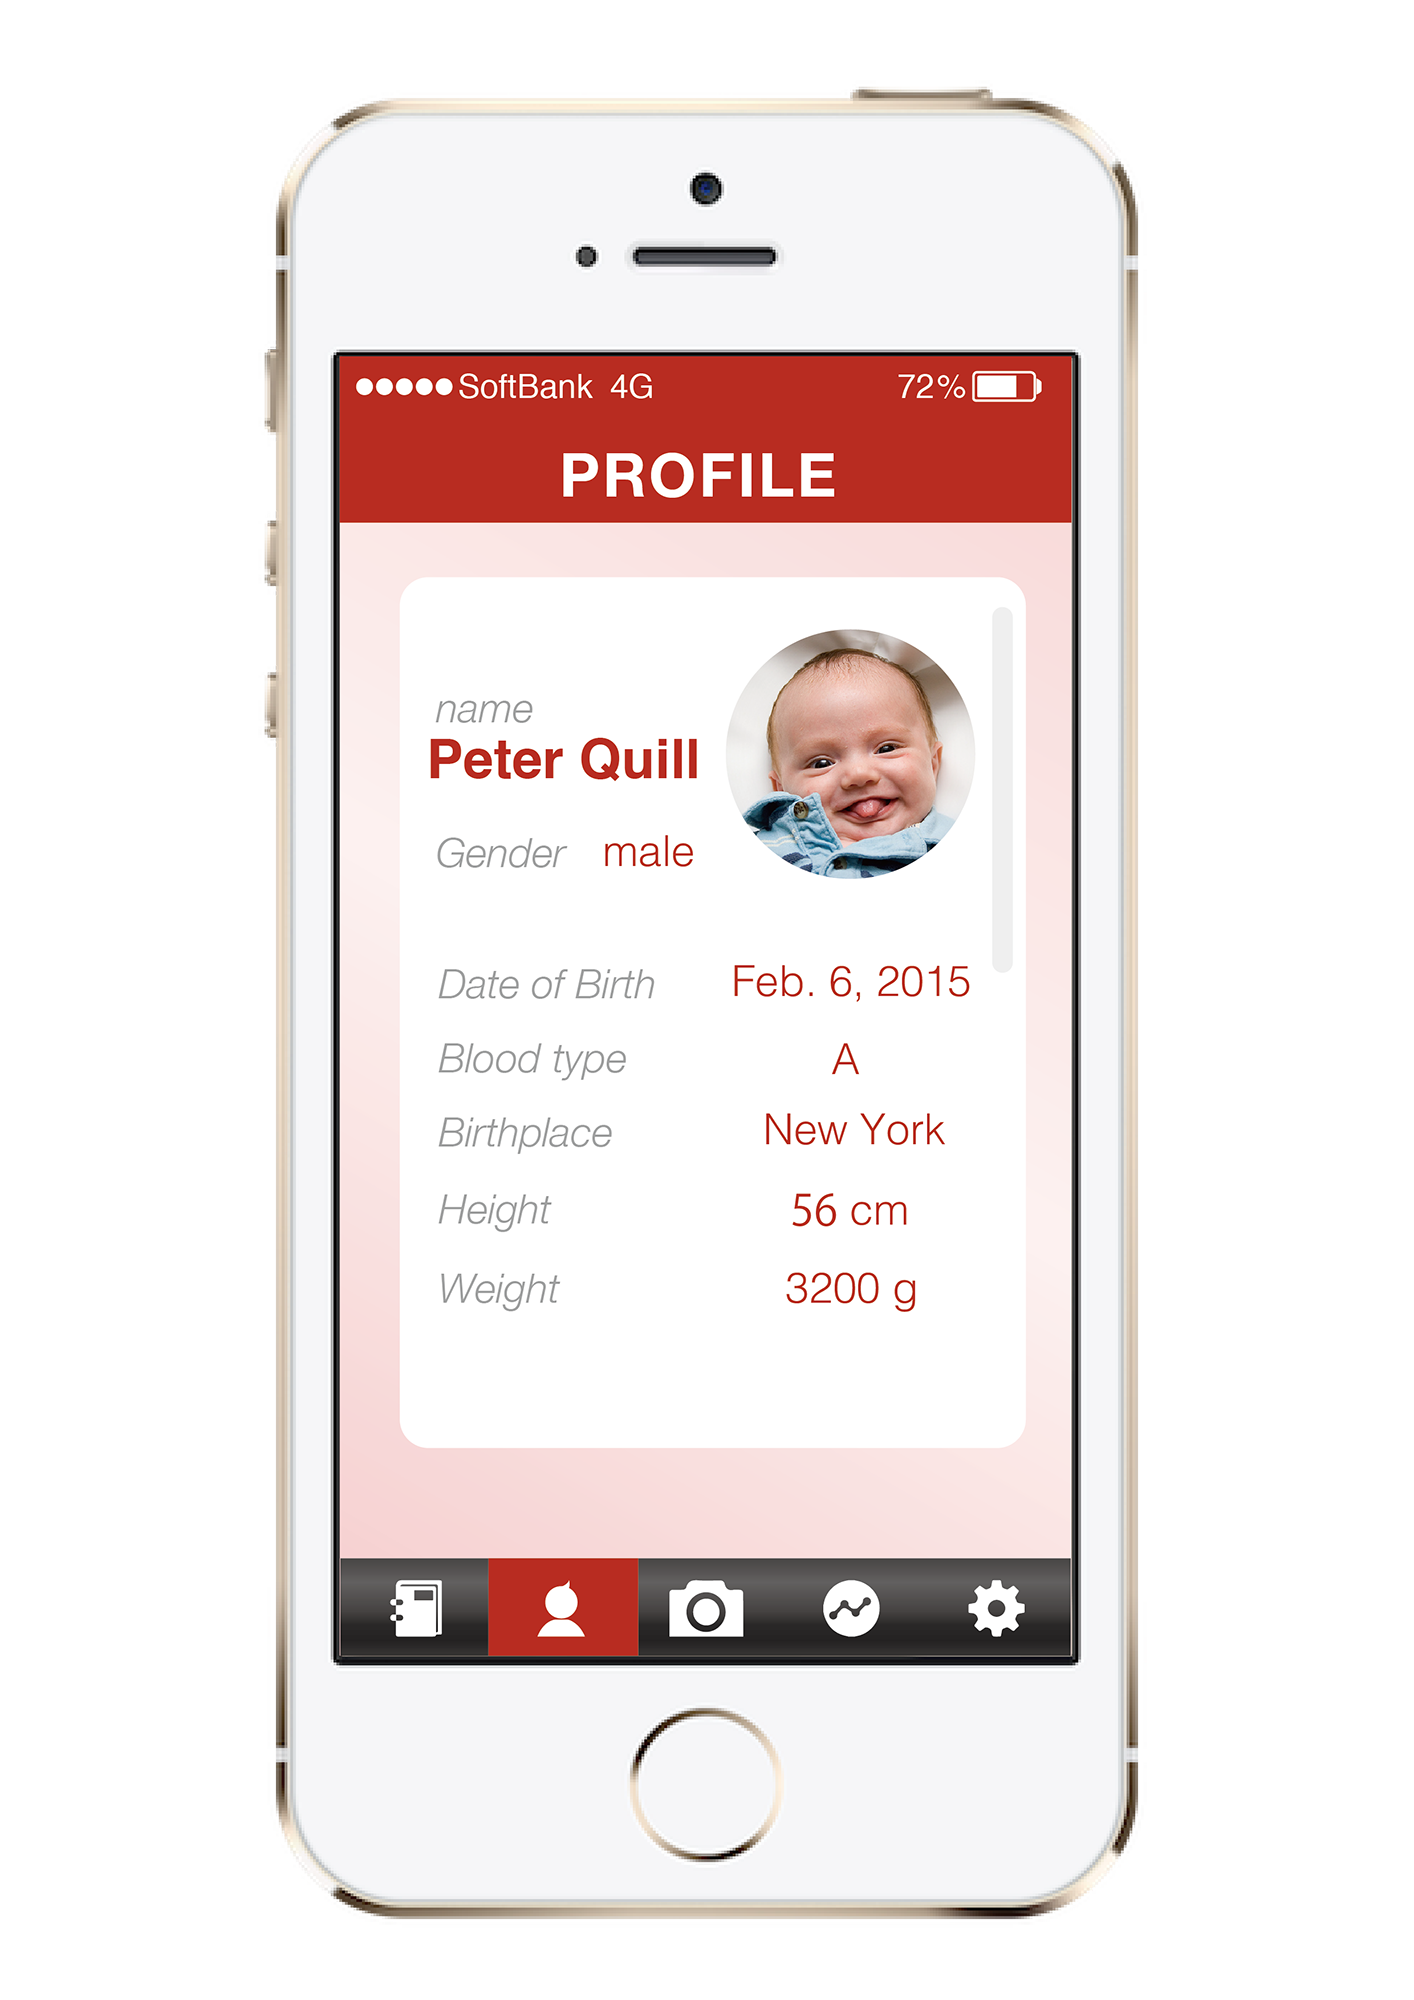 SoftBank 4G 72%
PROFILE
name
Peter Quill
Gender male
Date of Birth Feb. 6, 2015
Blood type A
Birthplace New York
Height 56 cm
Weight 3200 g